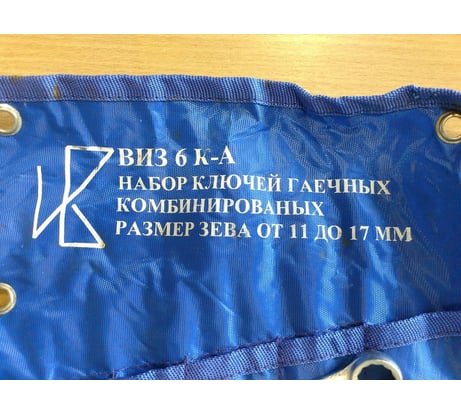 ВИЗ 6 К-А
НАБОР КЛЮЧЕЙ ГАЕЧНЫХ
КОМБИНИРОВАНЫХ
РАЗМЕР ЗЕВА ОТ 11 ДО 17 ММ